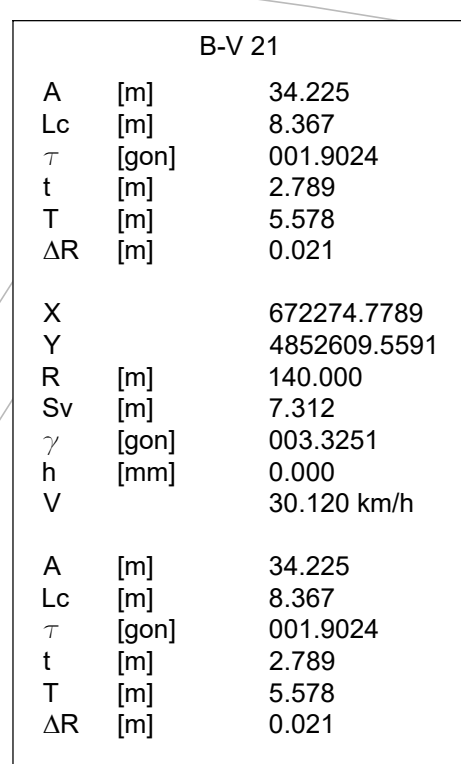 B-V 21
A [m] 34.225
Lc [m] 8.367
τ [gon] 001.9024
t [m] 2.789
T [m] 5.578
ΔR [m] 0.021
X 672274.7789
Y 4852609.5591
R [m] 140.000
Sv [m] 7.312
γ [gon] 003.3251
h [mm] 0.000
V 30.120 km/h
A [m] 34.225
Lc [m] 8.367
τ [gon] 001.9024
t [m] 2.789
T [m] 5.578
ΔR [m] 0.021